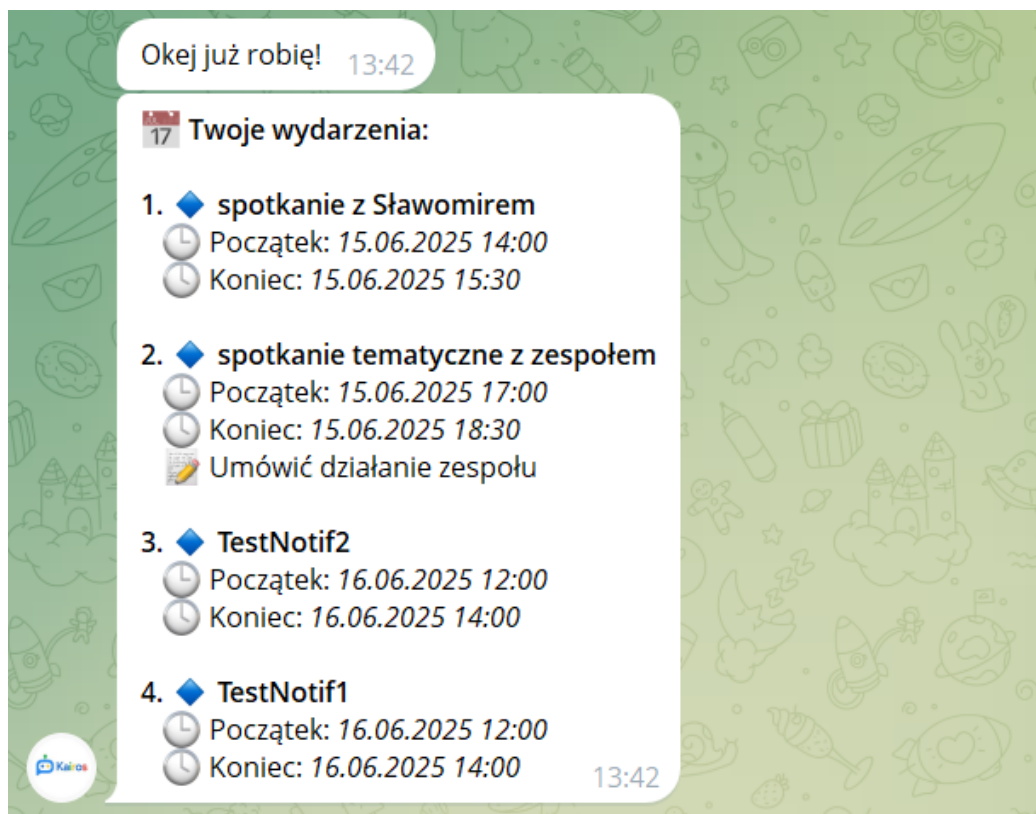 Okej już robię! 13:42
17 Twoje wydarzenia:
1. spotkanie z Sławomirem
Początek: 15.06.2025 14:00
Koniec: 15.06.2025 15:30
2. spotkanie tematyczne z zespołem
Początek: 15.06.2025 17:00
Koniec: 15.06.2025 18:30
Umówić działanie zespołu
3. TestNotif2
Początek: 16.06.2025 12:00
Koniec: 16.06.2025 14:00
4. TestNotif1
Początek: 16.06.2025 12:00
Koniec: 16.06.2025 14:00 13:42
Kairos